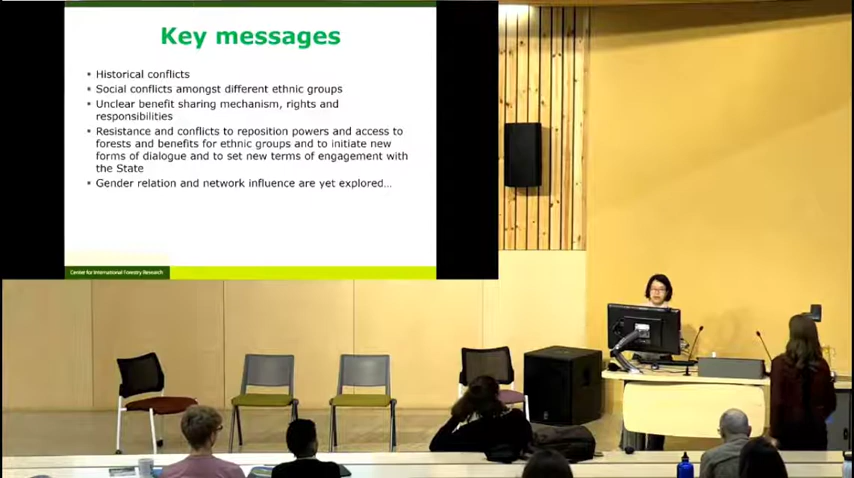 Key messages
▪ Historical conflicts
▪ Social conflicts amongst different ethnic groups
▪ Unclear benefit sharing mechanism, rights and
responsibilities
▪ Resistance and conflicts to reposition powers and access to
forests and benefits for ethnic groups and to initiate new
forms of dialogue and to set new terms of engagement with
the State
▪ Gender relation and network influence are yet explored...
Center for International Forestry Research